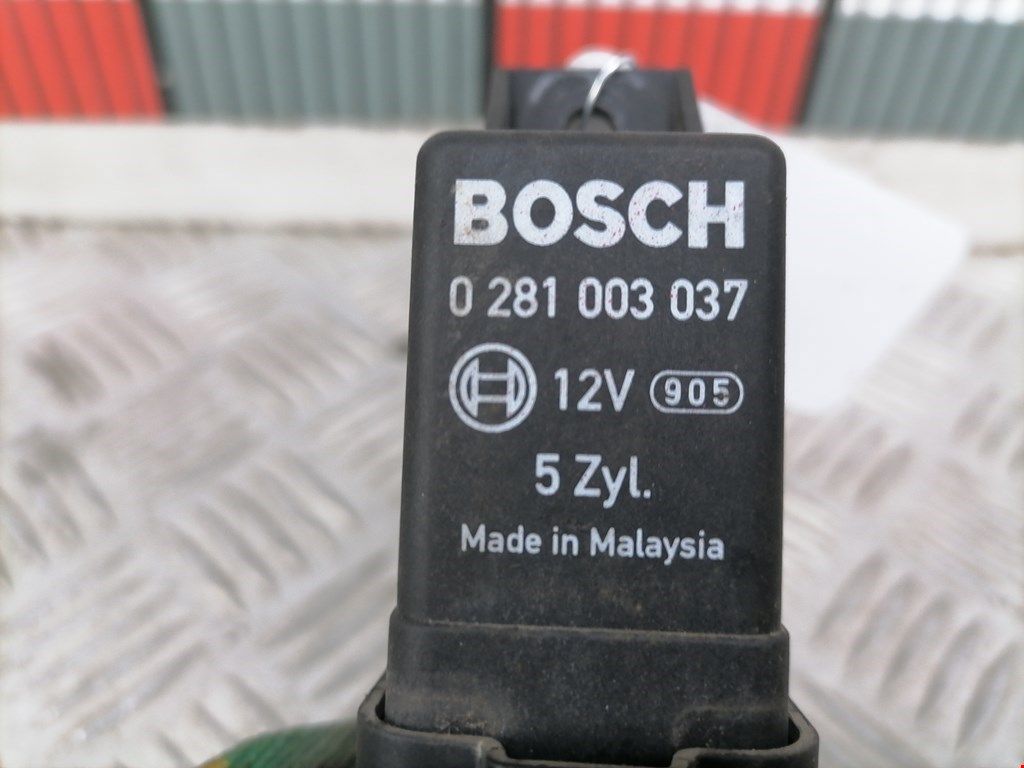 BOSCH
0 281 003 037
12V 905
5 Zyl.
Made in Malaysia